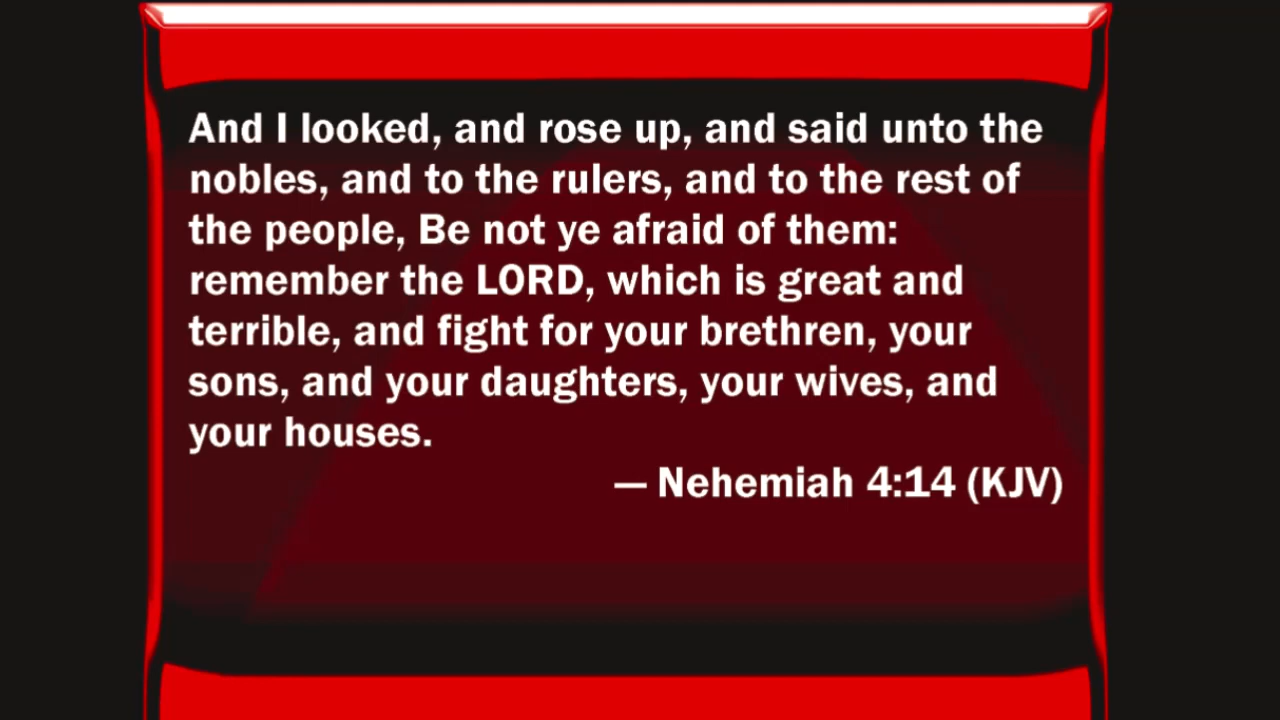 And I looked, and rose up, and said unto the
nobles, and to the rulers, and to the rest of
the people, Be not ye afraid of them:
remember the LORD, which is great and
terrible, and fight for your brethren, your
sons, and your daughters, your wives, and
your houses.
— Nehemiah 4:14 (KJV)